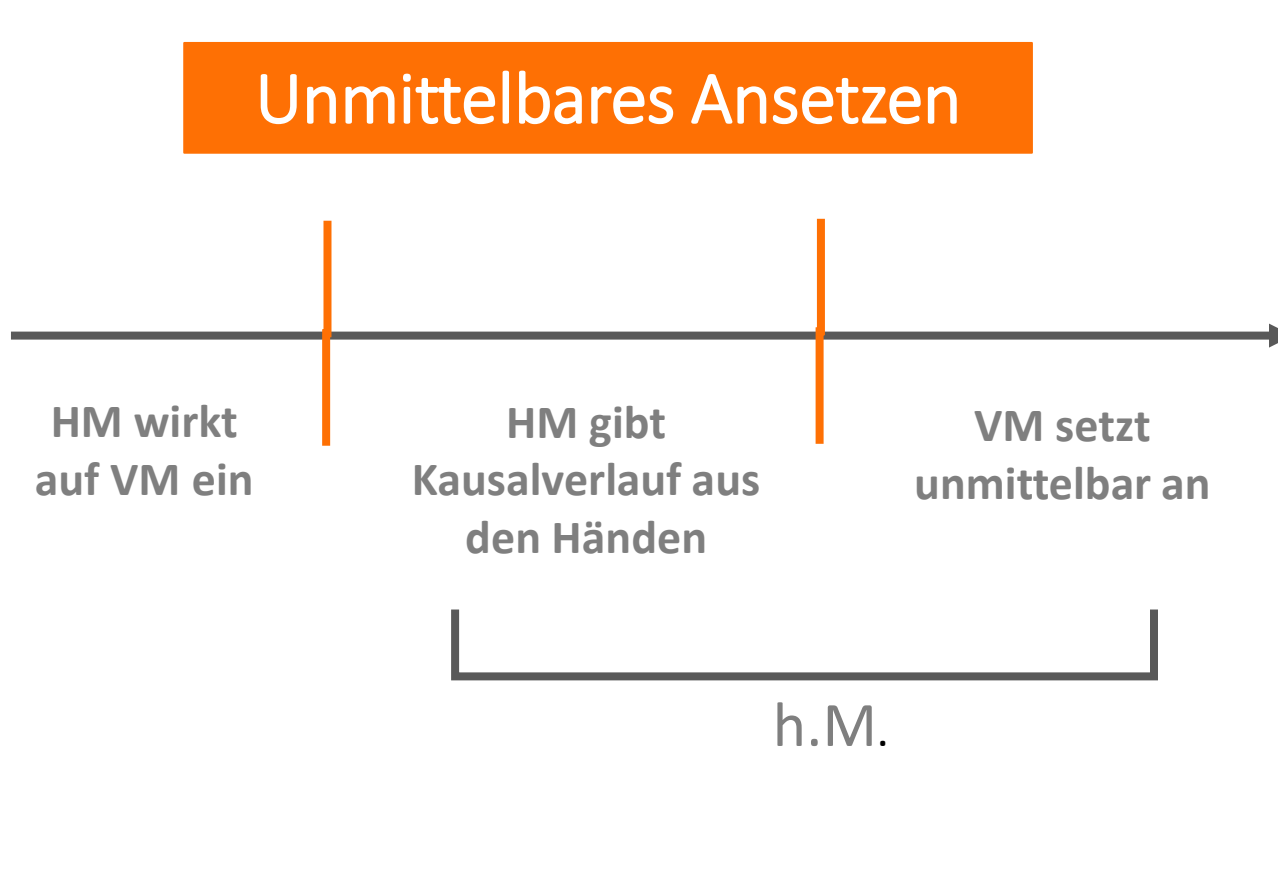 Unmittelbares Ansetzen
HM wirkt
auf VM ein
HM gibt
Kausalverlauf aus
den Händen
VM setzt
unmittelbar an
h.M.